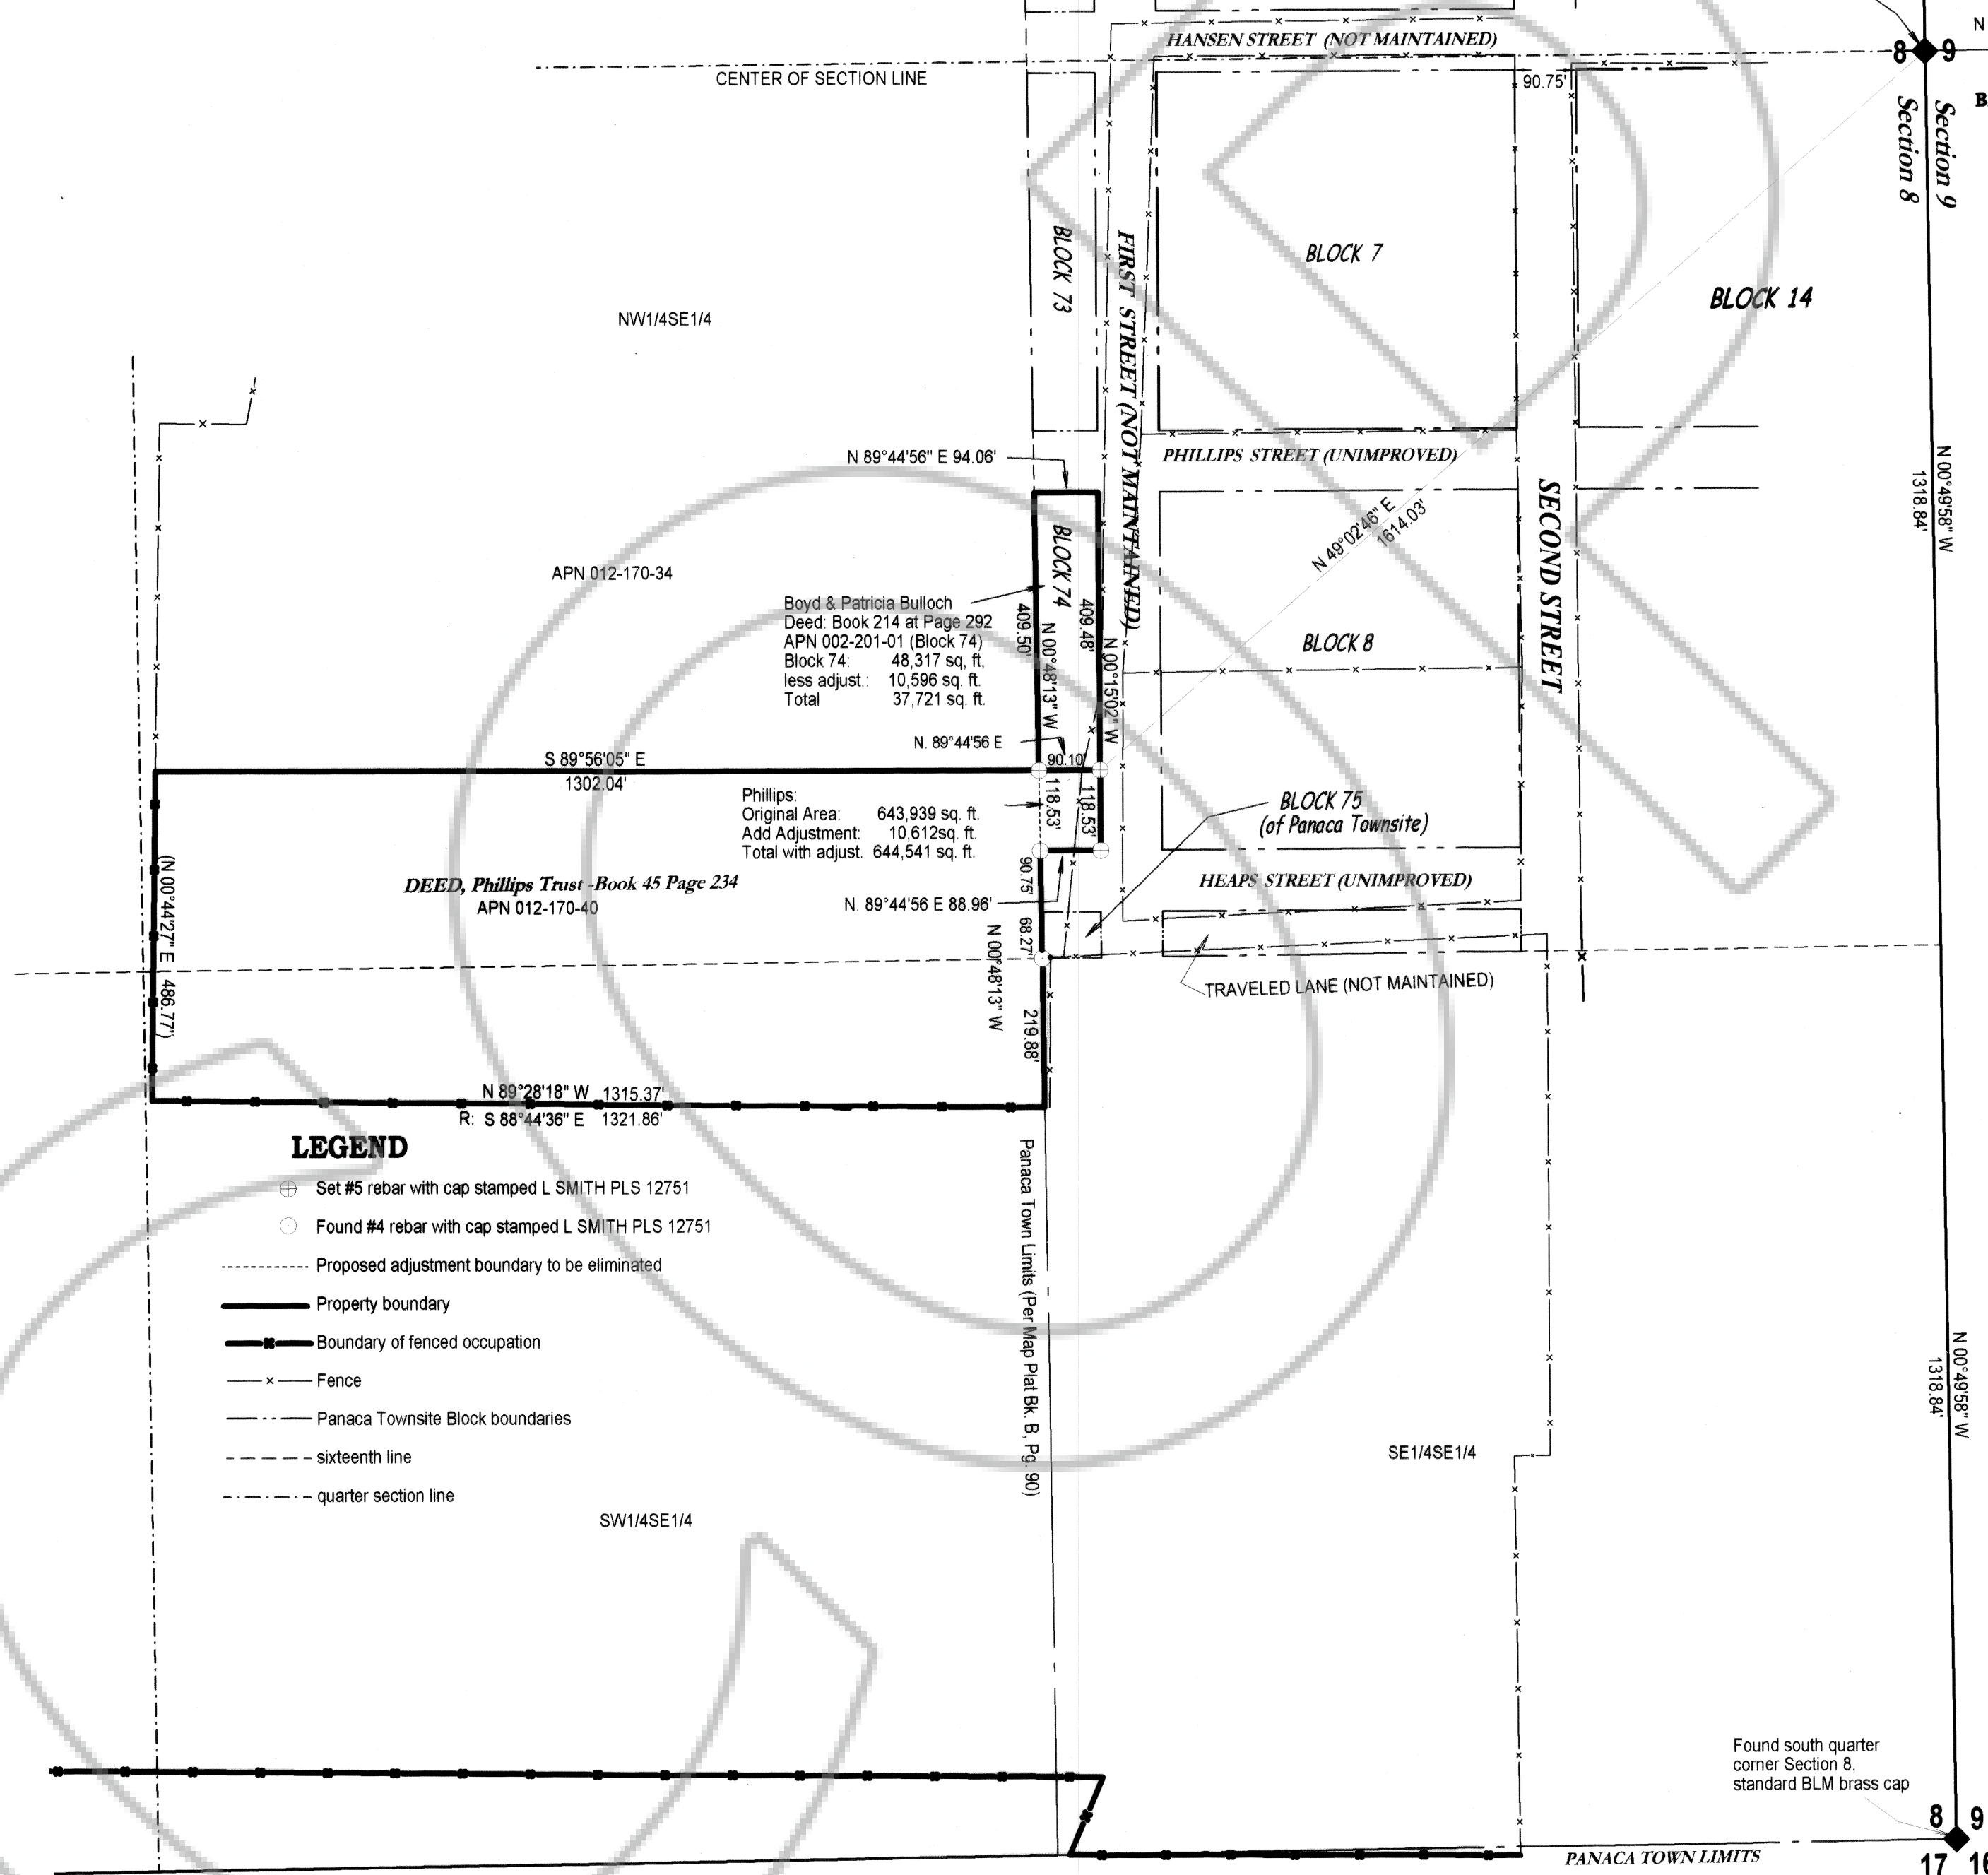 HANSEN STREET (NOT MAINTAINED)
CENTER OF SECTION LINE
90.75'
8 9
N
B
Section 8
Section 9
BLOCK 73
FIRST STREET (NOT MAINTAINED)
BLOCK 7
BLOCK 14
NW1/4SE1/4
N 89°44'56" E 94.06'
PHILLIPS STREET (UNIMPROVED)
N 00°49'58" W
1318.84'
SECOND STREET
N 49°02'46" E
1614.03'
APN 012-170-34
BLOCK 74
Boyd & Patricia Bulloch
Deed: Book 214 at Page 292
APN 002-201-01 (Block 74)
Block 74: 48,317 sq, ft,
less adjust.: 10,596 sq. ft.
Total 37,721 sq. ft.
409.50'
N 00°48'13" W
409.48'
N 00°15'02" W
BLOCK 8
N. 89°44'56 E
90.10'
S 89°56'05" E
1302.04'
118.53'
118.53'
Phillips:
Original Area: 643,939 sq. ft.
Add Adjustment: 10,612sq. ft.
Total with adjust. 644,541 sq. ft.
BLOCK 75
(of Panaca Townsite)
(N 00°44'27" E 486.77')
DEED, Phillips Trust -Book 45 Page 234
APN 012-170-40
90.75'
N. 89°44'56 E 88.96'
HEAPS STREET (UNIMPROVED)
68.27'
N 00°48'13" W
TRAVELED LANE (NOT MAINTAINED)
219.88'
N 89°28'18" W 1315.37'
R: S 88°44'36" E 1321.86'
LEGEND
Set #5 rebar with cap stamped L SMITH PLS 12751
Found #4 rebar with cap stamped L SMITH PLS 12751
Proposed adjustment boundary to be eliminated
Property boundary
Boundary of fenced occupation
Fence
Panaca Townsite Block boundaries
sixteenth line
quarter section line
Panaca Town Limits (Per Map Plat Bk. B, Pg. 90)
N 00°49'58" W
1318.84'
SE1/4SE1/4
SW1/4SE1/4
Found south quarter
corner Section 8,
standard BLM brass cap
8 9
17
PANACA TOWN LIMITS